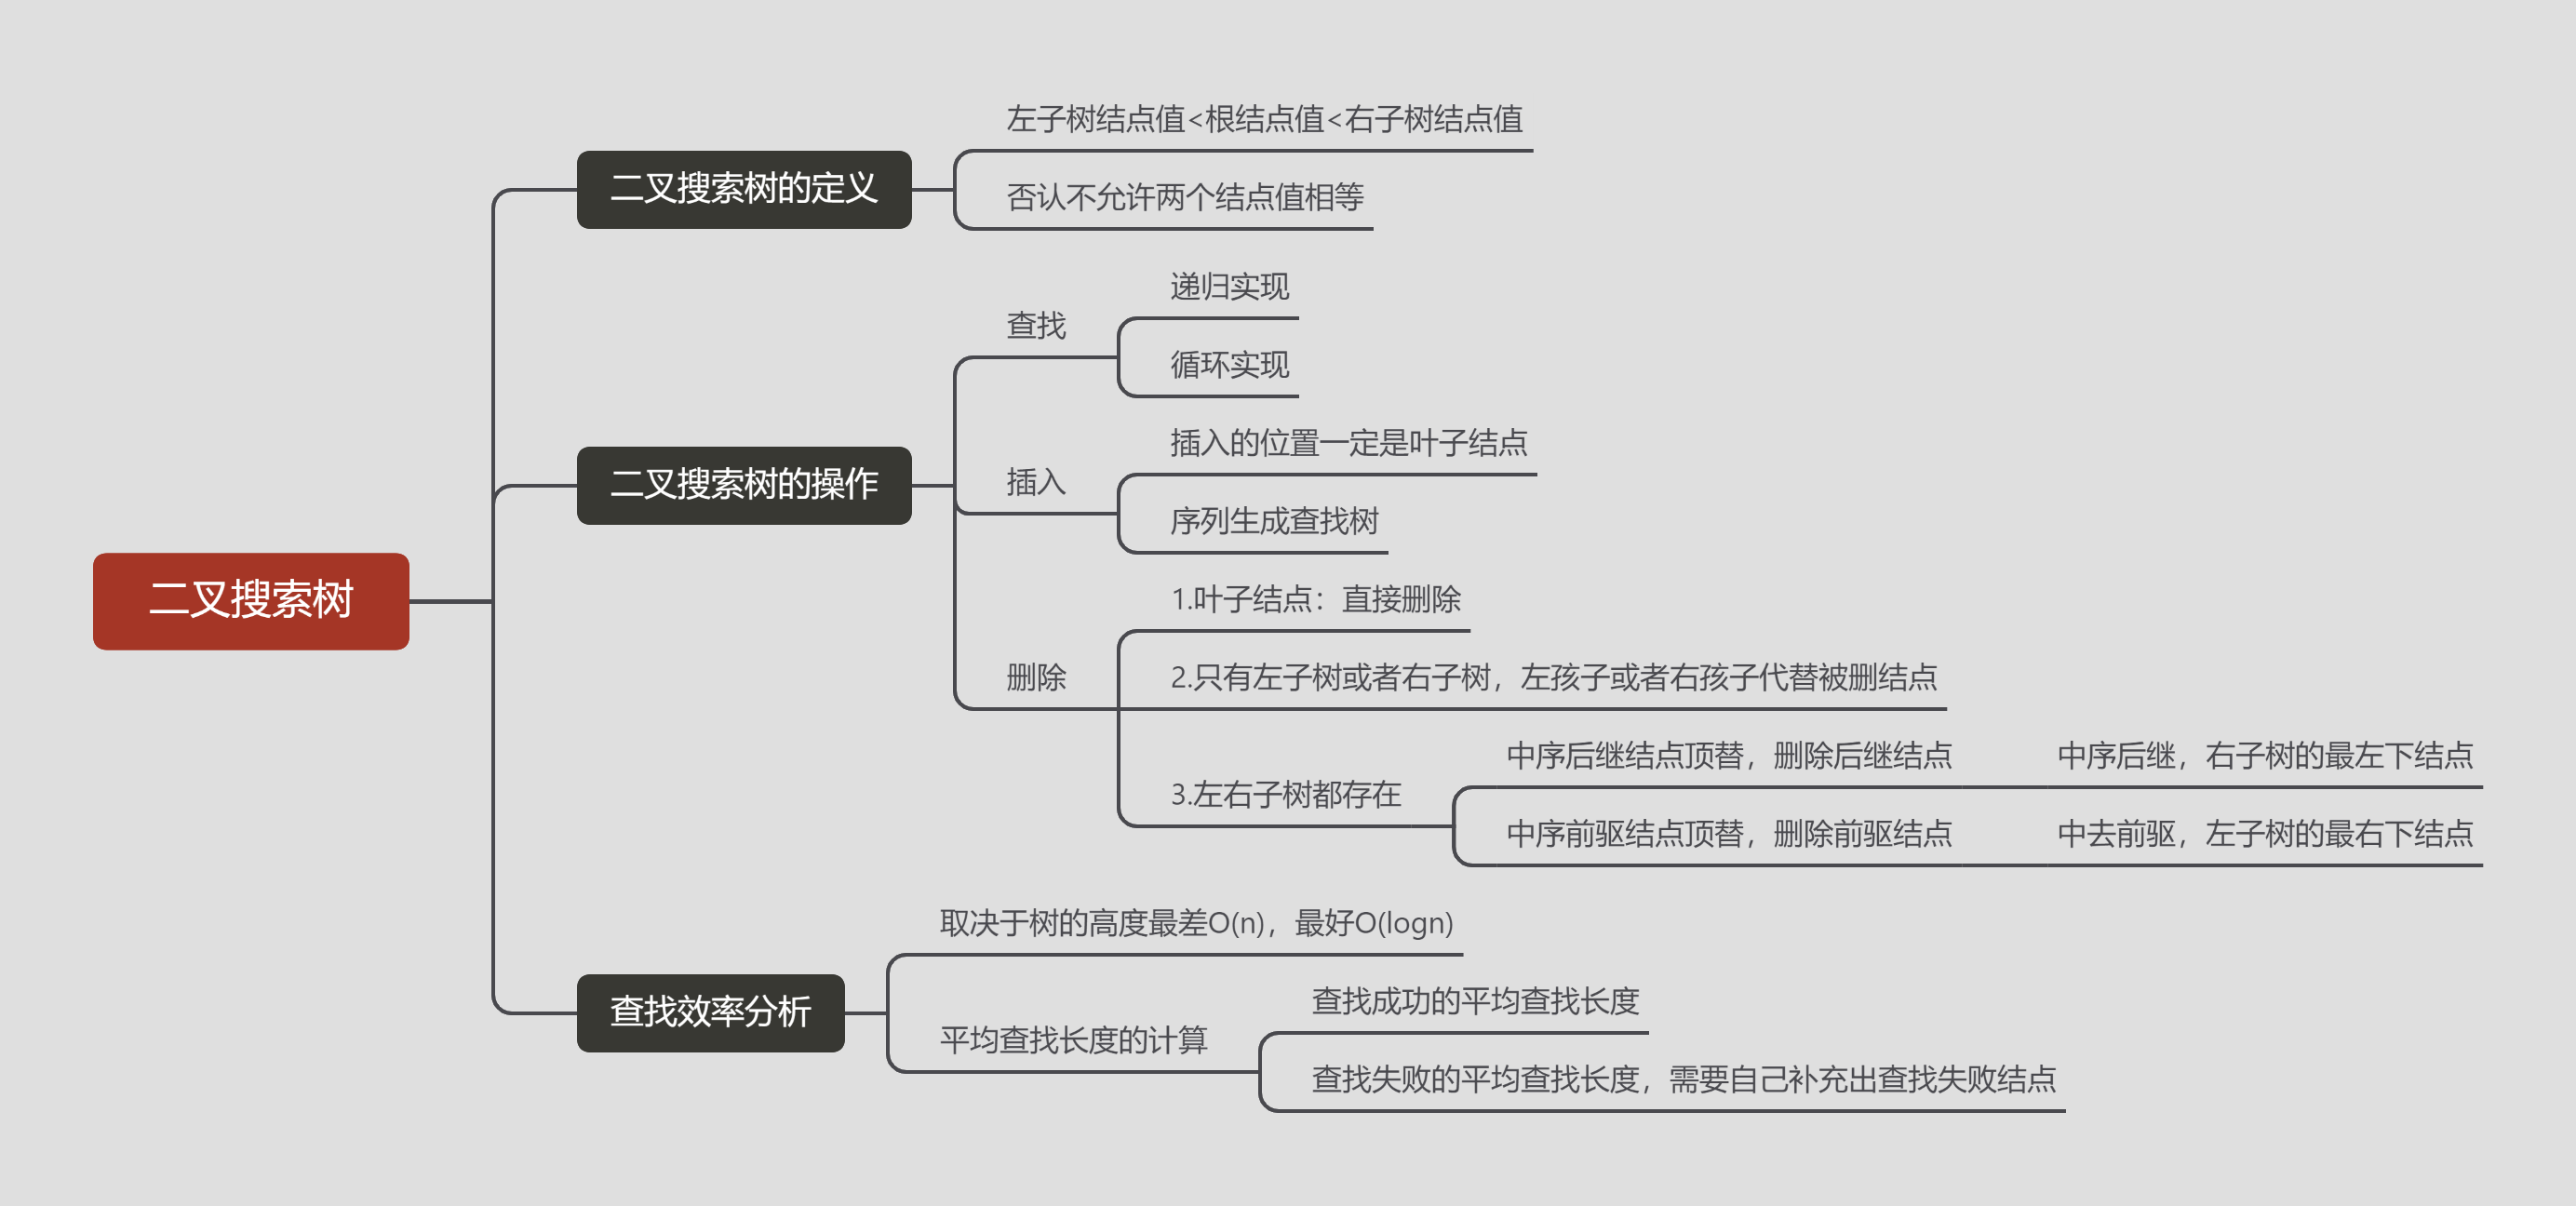 二叉搜索树
二叉搜索树的定义
左子树结点值<根结点值<右子树结点值
否认不允许两个结点值相等
二叉搜索树的操作
查找
递归实现
循环实现
插入
插入的位置一定是叶子结点
序列生成查找树
删除
1.叶子结点：直接删除
2.只有左子树或者右子树，左孩子或者右孩子代替被删结点
3.左右子树都存在
中序后继结点顶替，删除后继结点
中序后继，右子树的最左下结点
中序前驱结点顶替，删除前驱结点
中去前驱，左子树的最右下结点
查找效率分析
取决于树的高度最差O(n)，最好O(logn)
平均查找长度的计算
查找成功的平均查找长度
查找失败的平均查找长度，需要自己补充出查找失败结点